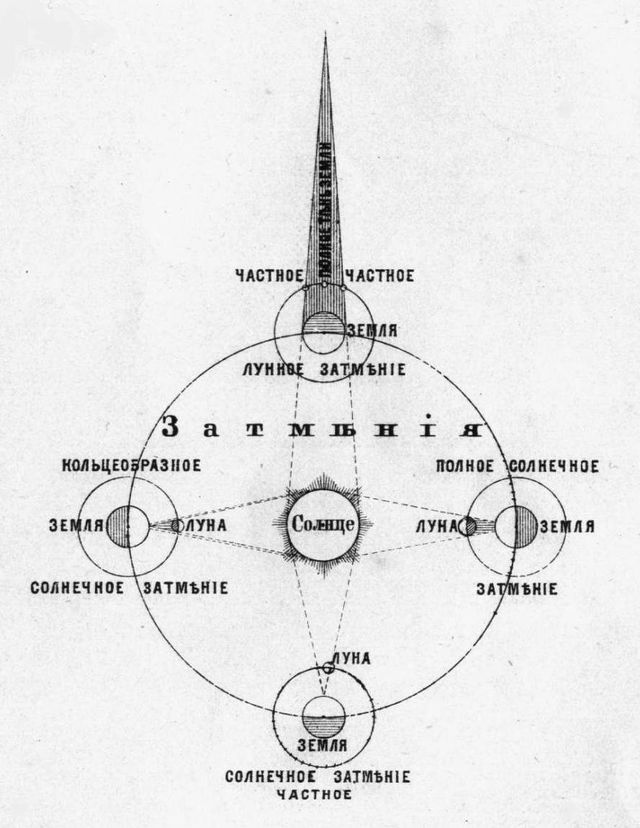 ПОЛНОЕ ТѢНЬ ЗЕМЛИ
ЧАСТНОЕ ЧАСТНОЕ
ЗЕМЛЯ
ЛУННОЕ ЗАТМѢНІЕ
Затмѣнія
КОЛЬЦЕОБРАЗНОЕ
ПОЛНОЕ СОЛНЕЧНОЕ
ЗЕМЛЯ ЛУНА
Солнце
ЛУНА ЗЕМЛЯ
СОЛНЕЧНОЕ ЗАТМѢНІЕ
ЗАТМѢНІЕ
ЛУНА
ЗЕМЛЯ
СОЛНЕЧНОЕ ЗАТМѢНІЕ
ЧАСТНОЕ